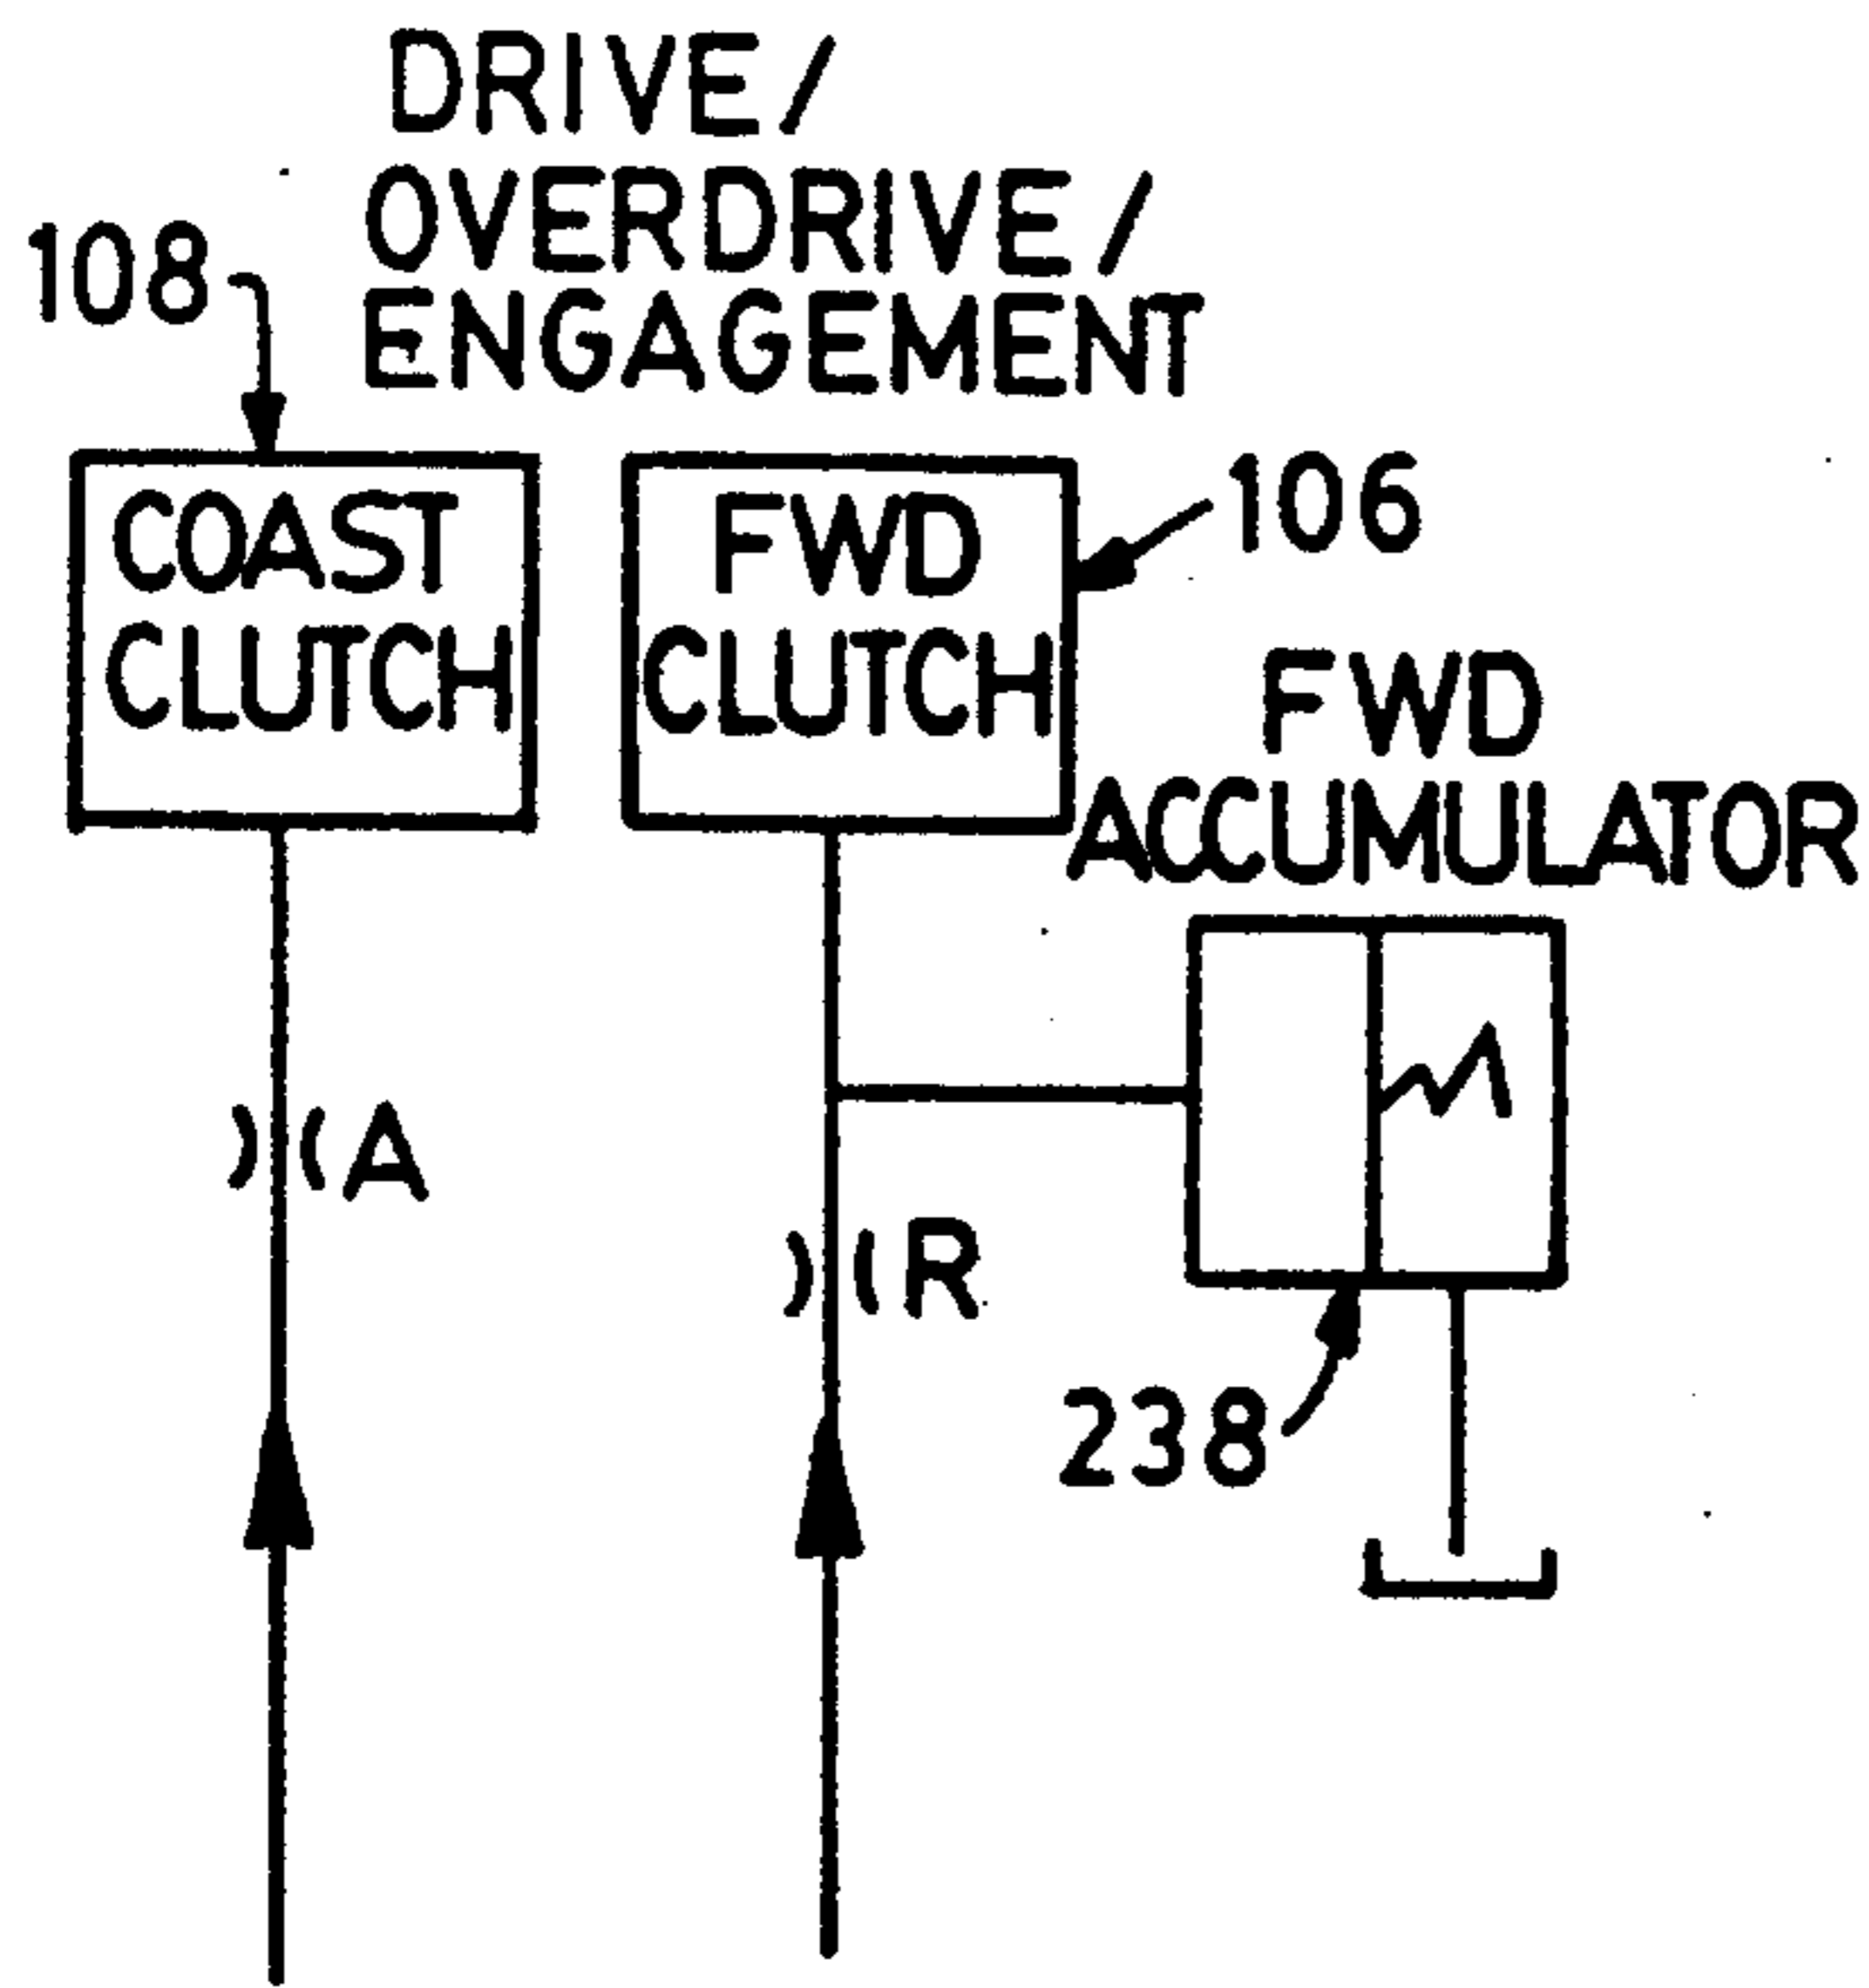 DRIVE/
OVERDRIVE/
ENGAGEMENT
108
COAST
CLUTCH
FWD
CLUTCH
106
FWD
ACCUMULATOR
A
R
238